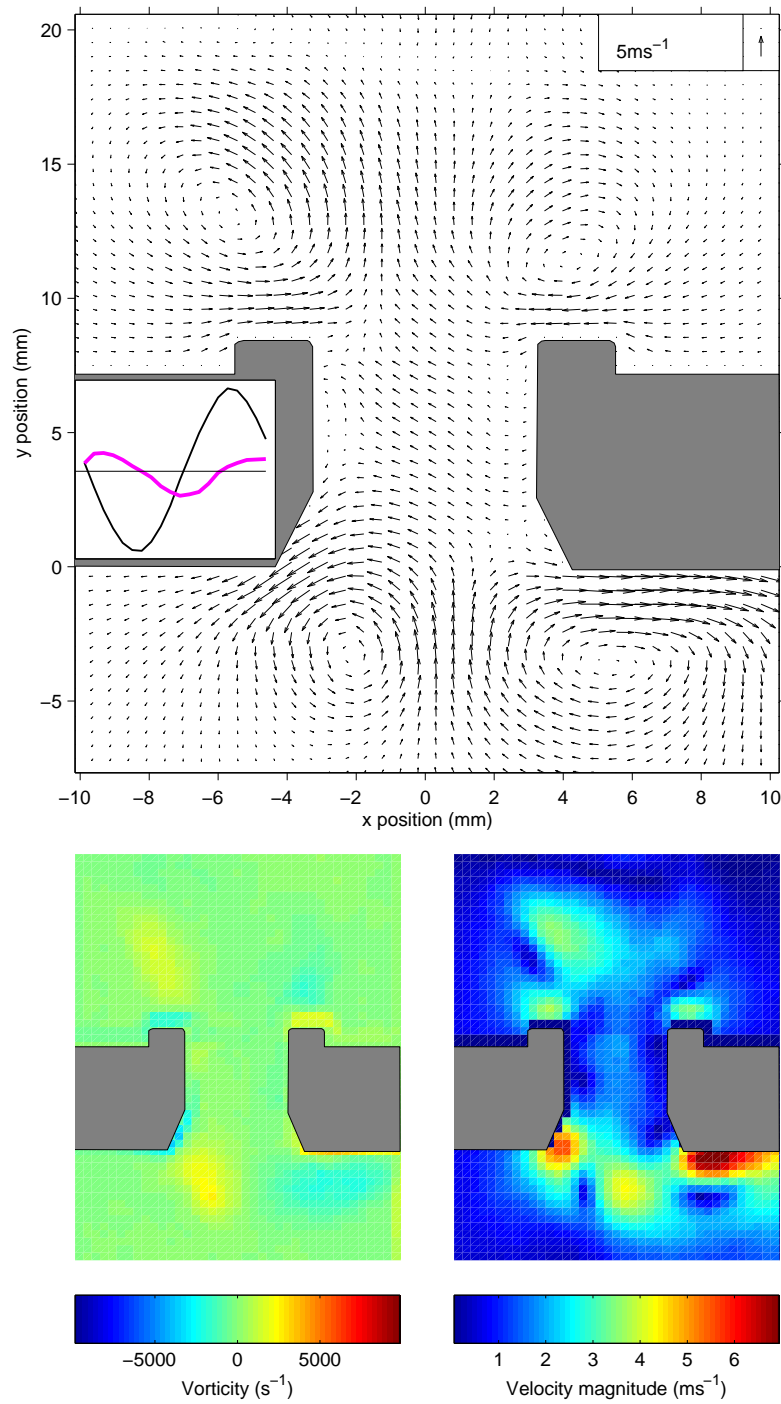 5ms⁻¹
20
15
10
5
0
−5
y position (mm)
−10 −8 −6 −4 −2 0 2 4 6 8 10
x position (mm)
−5000 0 5000
Vorticity (s⁻¹)
1 2 3 4 5 6
Velocity magnitude (ms⁻¹)